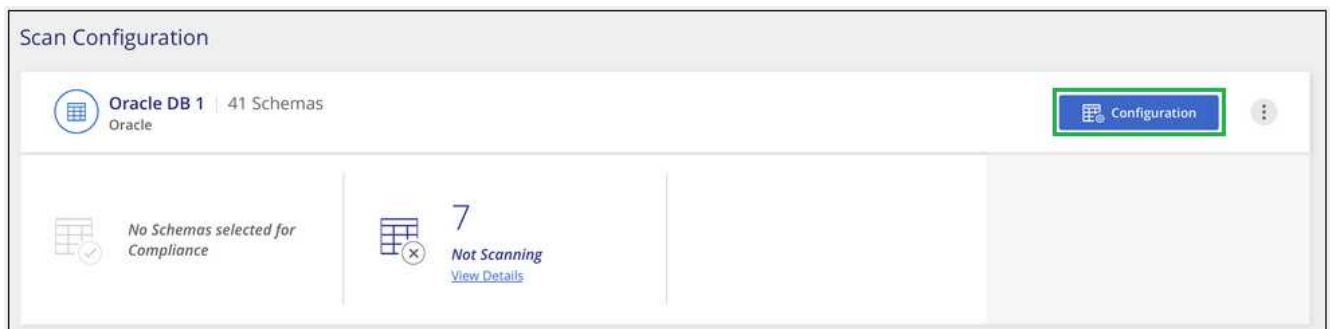 Scan Configuration
Oracle DB 1 | 41 Schemas
Oracle
Configuration
No Schemas selected for
Compliance
7
Not Scanning
View Details